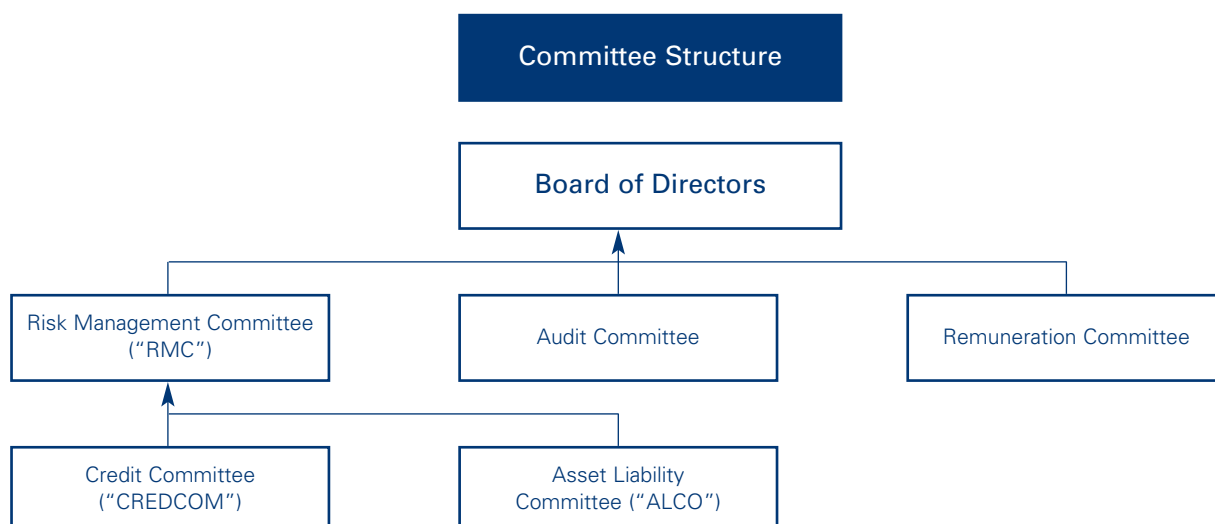 Committee Structure
Board of Directors
Risk Management Committee
(“RMC”)
Audit Committee
Remuneration Committee
Credit Committee
(“CREDCOM”)
Asset Liability
Committee (“ALCO”)